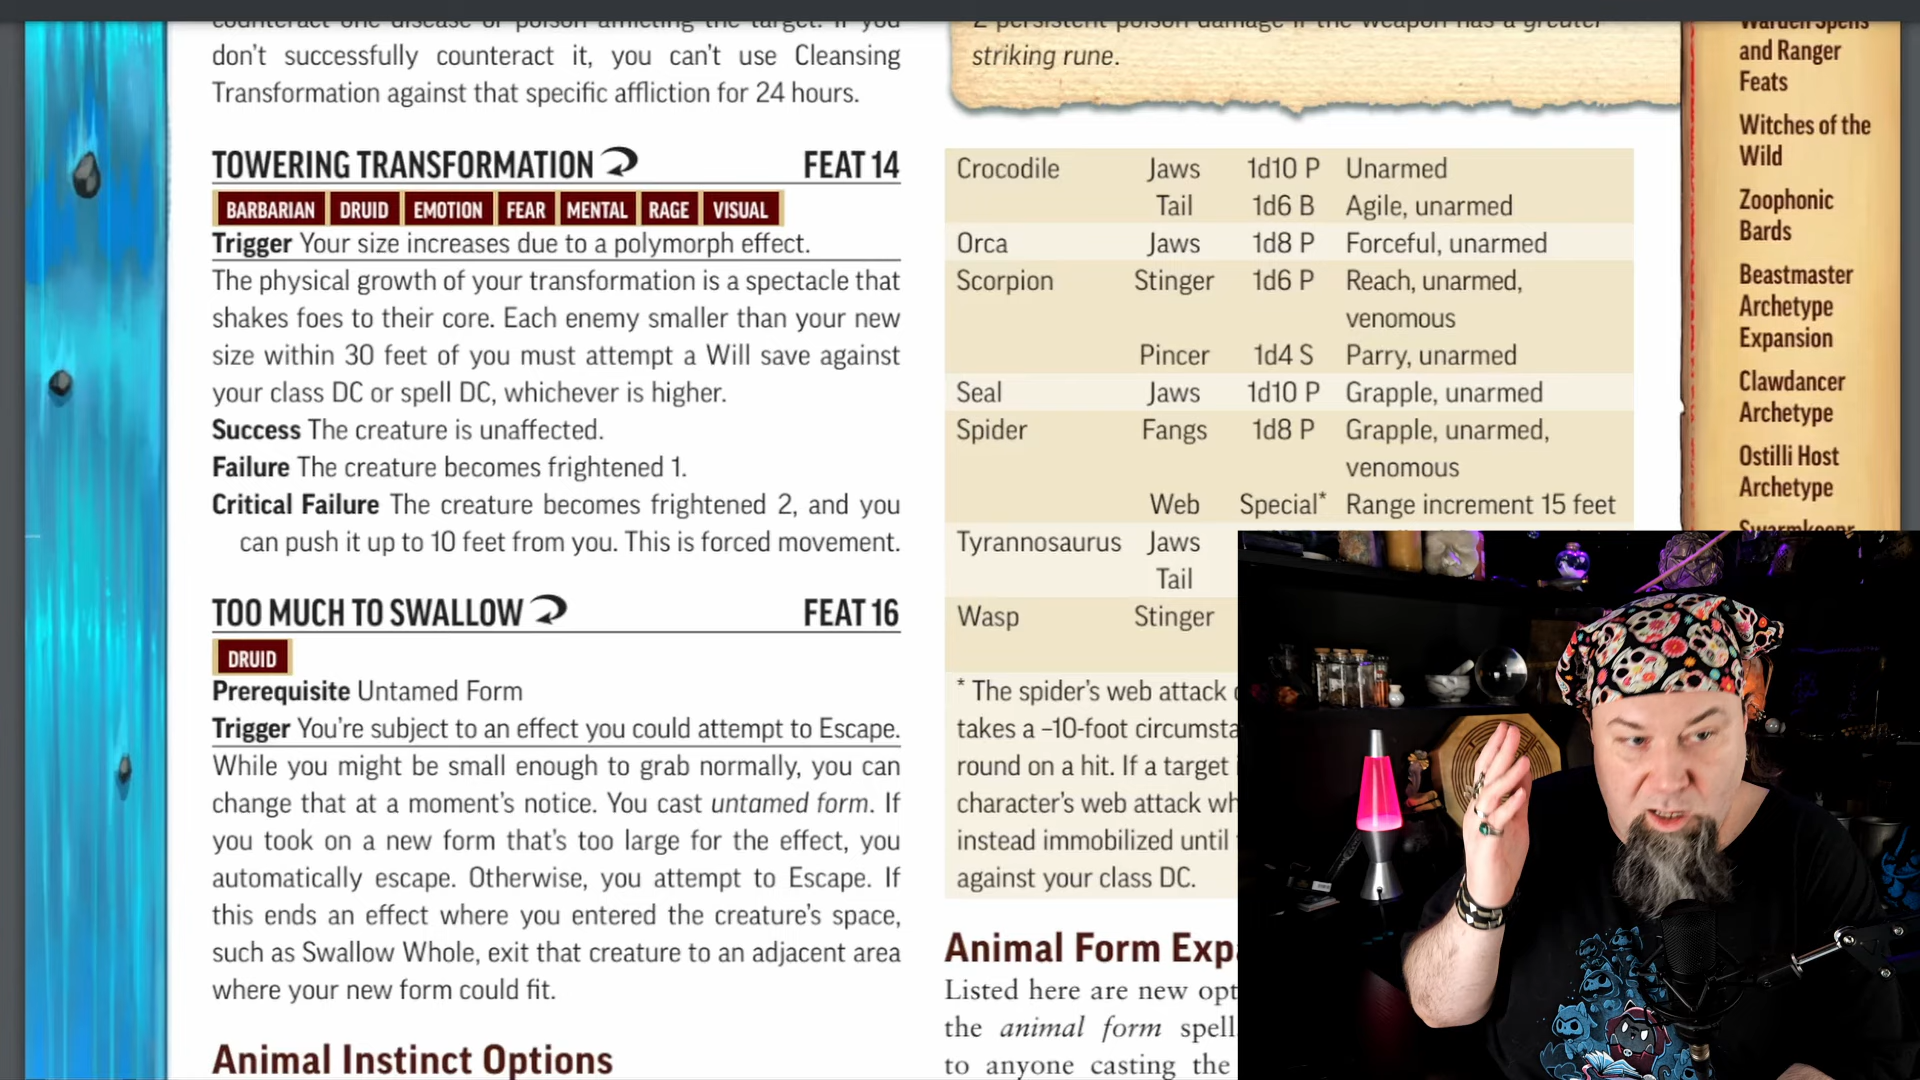 don't successfully counteract it, you can't use Cleansing
Transformation against that specific affliction for 24 hours.
TOWERING TRANSFORMATION FEAT 14
BARBARIAN DRUID EMOTION FEAR MENTAL RAGE VISUAL
Trigger Your size increases due to a polymorph effect.
The physical growth of your transformation is a spectacle that
shakes foes to their core. Each enemy smaller than your new
size within 30 feet of you must attempt a Will save against
your class DC or spell DC, whichever is higher.
Success The creature is unaffected.
Failure The creature becomes frightened 1.
Critical Failure The creature becomes frightened 2, and you
can push it up to 10 feet from you. This is forced movement.
TOO MUCH TO SWALLOW FEAT 16
DRUID
Prerequisite Untamed Form
Trigger You're subject to an effect you could attempt to Escape.
While you might be small enough to grab normally, you can
change that at a moment's notice. You cast untamed form. If
you took on a new form that's too large for the effect, you
automatically escape. Otherwise, you attempt to Escape. If
this ends an effect where you entered the creature's space,
such as Swallow Whole, exit that creature to an adjacent area
where your new form could fit.
Animal Instinct Options
2 persistent poison damage if the weapon has a greater
striking rune.
Crocodile Jaws 1d10 P Unarmed
Tail 1d6 B Agile, unarmed
Orca Jaws 1d8 P Forceful, unarmed
Scorpion Stinger 1d6 P Reach, unarmed,
venomous
Pincer 1d4 S Parry, unarmed
Seal Jaws 1d10 P Grapple, unarmed
Spider Fangs 1d8 P Grapple, unarmed,
venomous
Web Special* Range increment 15 feet
Tyrannosaurus Jaws
Tail
Wasp Stinger
* The spider's web attack
takes a –10-foot
round on a hit. If a target
character's web attack
instead immobilized until
against your class DC.
Animal Form
Listed here are new
the animal form spell
to anyone casting the
Warden Spells
and Ranger
Feats
Witches of the
Wild
Zoophonic
Bards
Beastmaster
Archetype
Expansion
Clawdancer
Archetype
Ostilli Host
Archetype